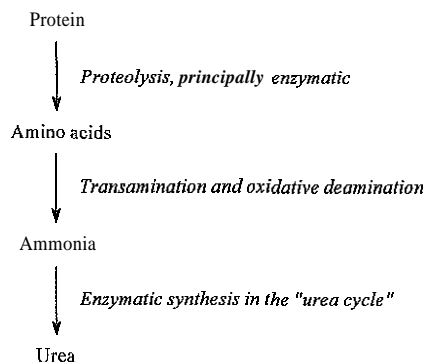 Protein
Proteolysis, principally enzymatic
Amino acids
Transamination and oxidative deamination
Ammonia
Enzymatic synthesis in the "urea cycle"
Urea